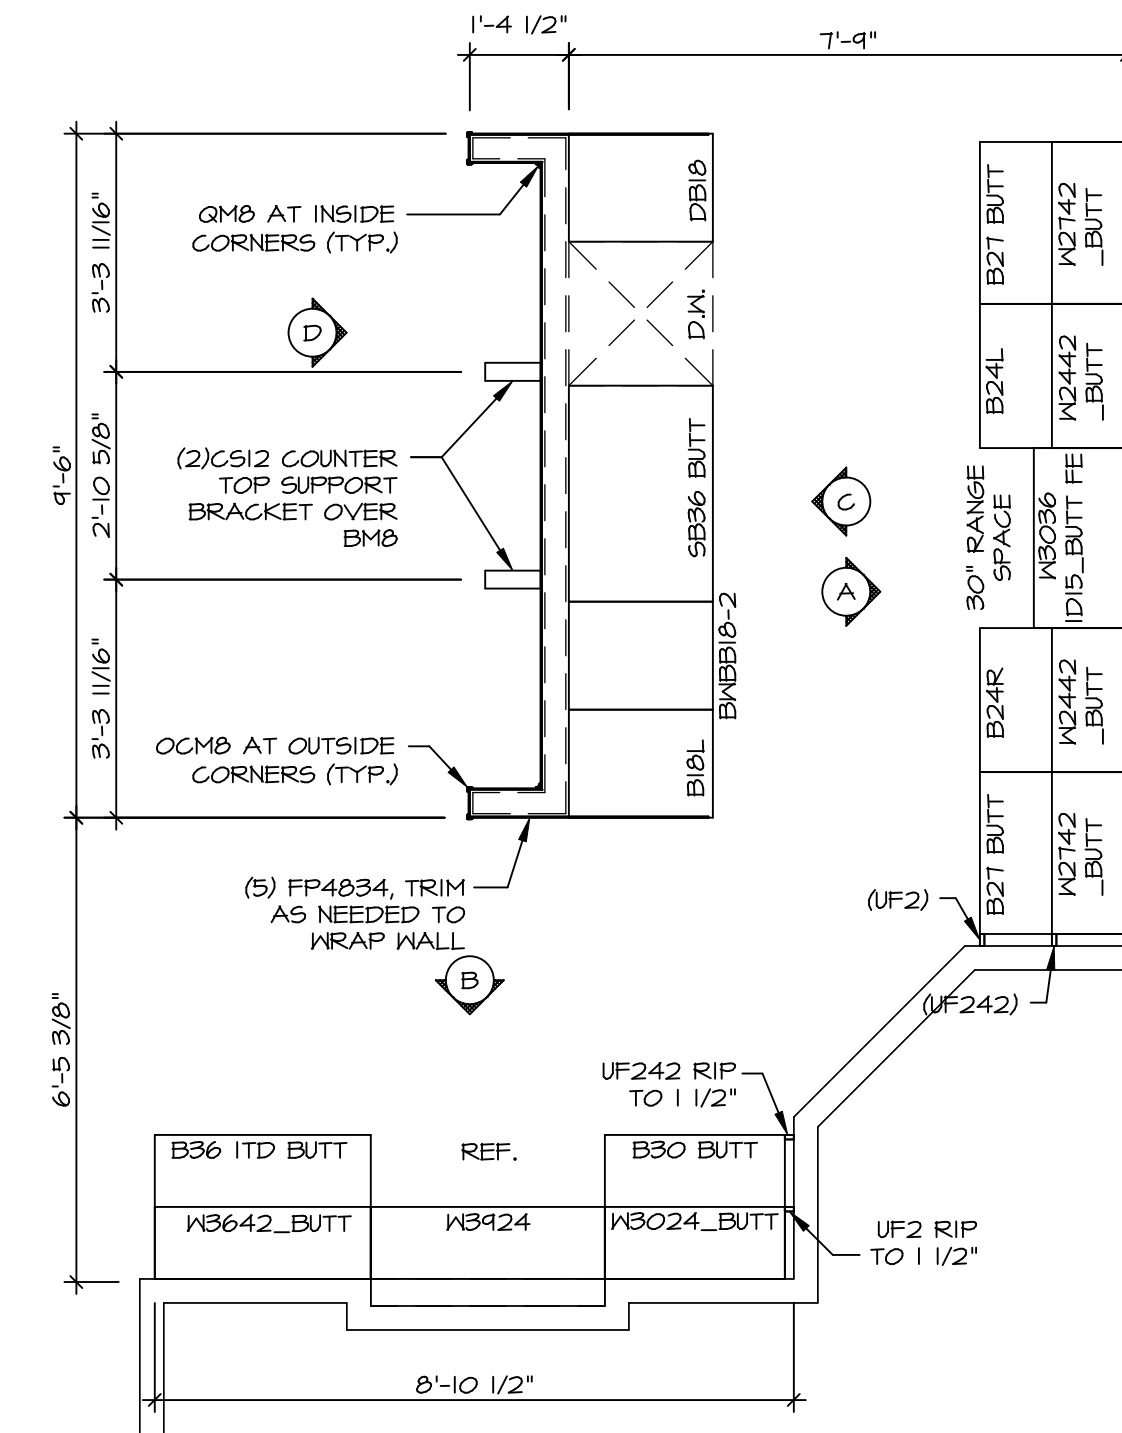 1'-4 1/2"
7'-9"
QM8 AT INSIDE
CORNERS (TYP.)
3'-3 11/16"
D
DB18
D.W.
B27 BUTT
W2742
_BUTT
B24L
W2442
_BUTT
9'-6"
2'-10 5/8"
(2)CS12 COUNTER
TOP SUPPORT
BRACKET OVER
BM8
SB36 BUTT
C
A
30" RANGE
SPACE
W3036
1D15_BUTT FE
BWBB18-2
3'-3 11/16"
OCM8 AT OUTSIDE
CORNERS (TYP.)
B18L
B24R
W2442
_BUTT
B27 BUTT
W2742
_BUTT
(5) FP4834, TRIM
AS NEEDED TO
WRAP WALL
(UF2)
B
(UF242)
6'-5 3/8"
UF242 RIP
TO 1 1/2"
B36 1TD BUTT
REF.
B30 BUTT
W3642_BUTT
W3924
W3024_BUTT
UF2 RIP
TO 1 1/2"
8'-10 1/2"